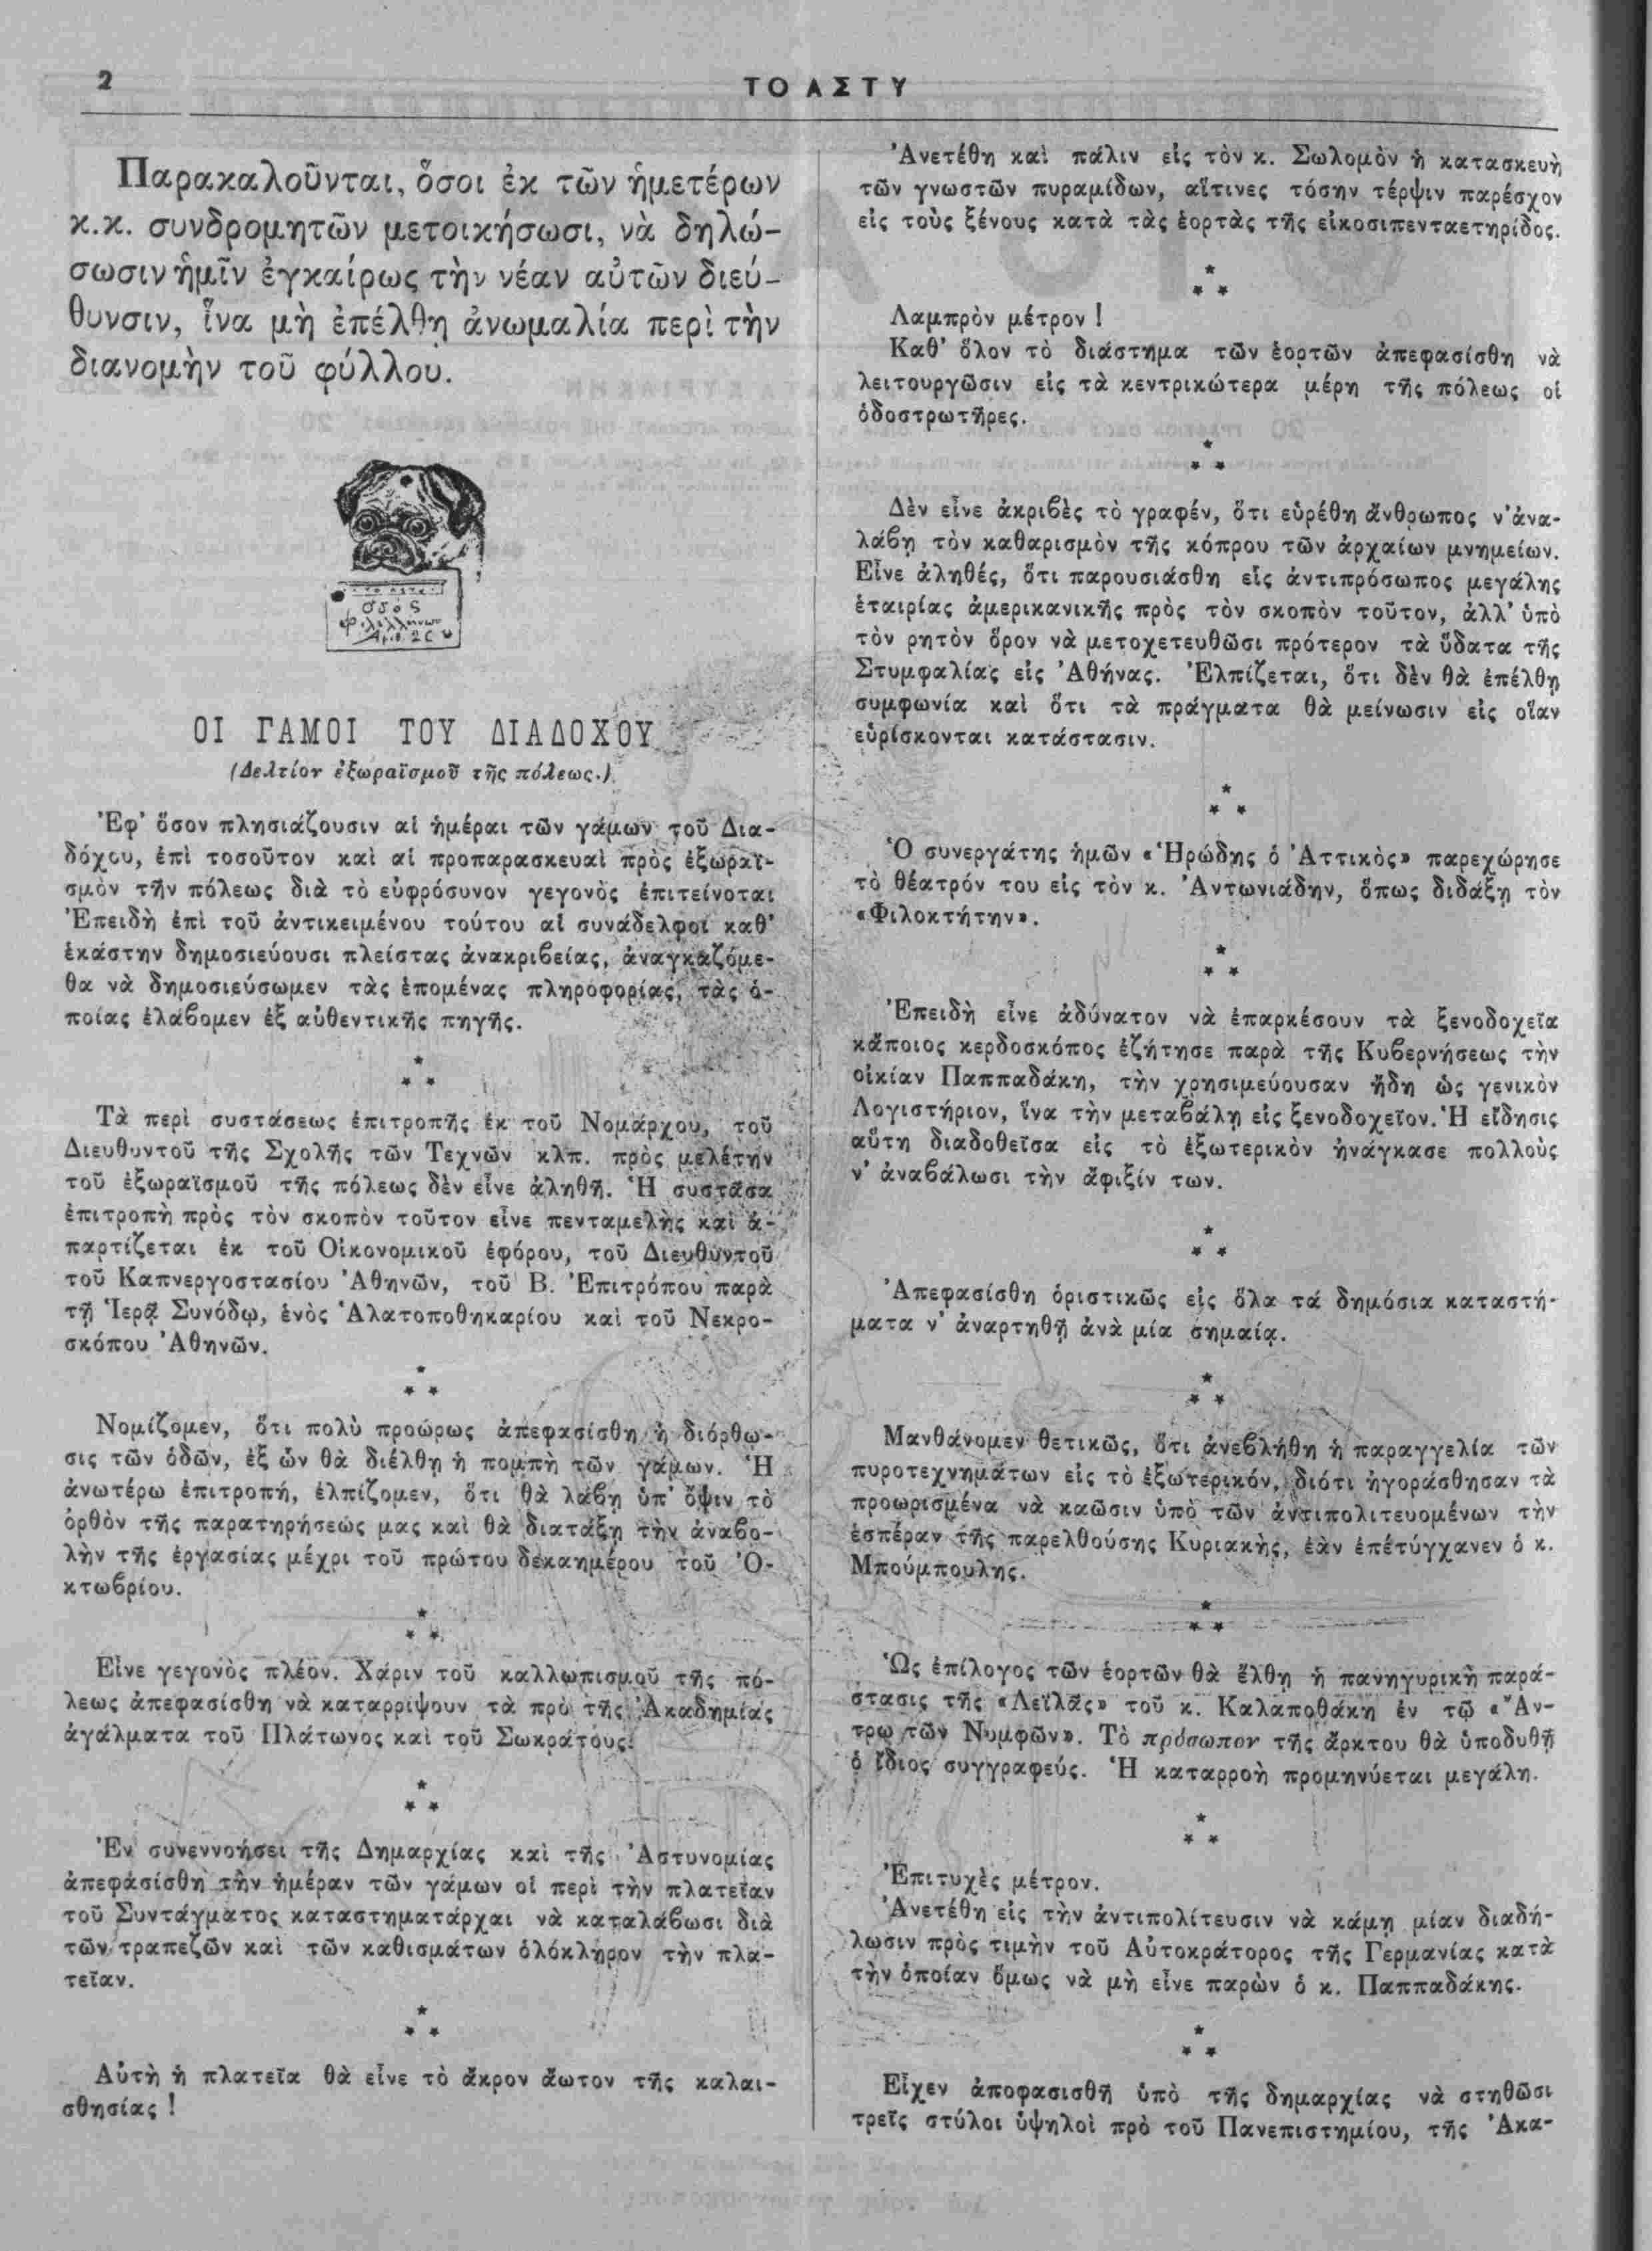 2
ΤΟ ΑΣΤΥ
Παρακαλοῦνται, ὅσοι ἐκ τῶν ἡμετέρων
κ.κ. συνδρομητῶν μετοικήσωσι, νὰ δηλώ-
σωσιν ἡμῖν ἐγκαίρως τὴν νέαν αὐτῶν διεύ-
θυνσιν, ἵνα μὴ ἐπέλθῃ ἀνωμαλία περὶ τὴν
διανομὴν τοῦ φύλλου.
ΤΟ ΑΣΤΥ
ὁδὸς
Φιλελλήνων
Ἀριθ. 26
ΟΙ ΓΑΜΟΙ ΤΟΥ ΔΙΑΔΟΧΟΥ
(Δελτίον ἐξωραϊσμοῦ τῆς πόλεως.)
Ἐφ' ὅσον πλησιάζουσιν αἱ ἡμέραι τῶν γάμων τοῦ Δια-
δόχου, ἐπὶ τοσοῦτον καὶ αἱ προπαρασκευαὶ πρὸς ἐξωραϊ-
σμὸν τῆν πόλεως διὰ τὸ εὐφρόσυνον γεγονὸς ἐπιτείνοται
Ἐπειδὴ ἐπὶ τοῦ ἀντικειμένου τούτου αἱ συνάδελφοι καθ'
ἑκάστην δημοσιεύουσι πλείστας ἀνακριβείας, ἀναγκαζόμε-
θα νὰ δημοσιεύσωμεν τὰς ἑπομένας πληροφορίας, τὰς ὁ-
ποίας ἐλάβομεν ἐξ αὐθεντικῆς πηγῆς.
* * *
Τὰ περὶ συστάσεως ἐπιτροπῆς ἐκ τοῦ Νομάρχου, τοῦ
Διευθυντοῦ τῆς Σχολῆς τῶν Τεχνῶν κλπ. πρὸς μελέτην
τοῦ ἐξωραϊσμοῦ τῆς πόλεως δὲν εἶνε ἀληθῆ. Ἡ συστᾶσα
ἐπιτροπὴ πρὸς τὸν σκοπὸν τοῦτον εἶνε πενταμελὴς καὶ ἀ-
παρτίζεται ἐκ τοῦ Οἰκονομικοῦ ἐφόρου, τοῦ Διευθυντοῦ
τοῦ Καπνεργοστασίου Ἀθηνῶν, τοῦ Β. Ἐπιτρόπου παρὰ
τῇ Ἱερᾷ Συνόδῳ, ἑνὸς Ἁλατοποθηκαρίου καὶ τοῦ Νεκρο-
σκόπου Ἀθηνῶν.
* * *
Νομίζομεν, ὅτι πολὺ προώρως ἀπεφασίσθη ἡ διόρθω-
σις τῶν ὁδῶν, ἐξ ὧν θὰ διέλθῃ ἡ πομπὴ τῶν γάμων. Ἡ
ἀνωτέρω ἐπιτροπή, ἐλπίζομεν, ὅτι θὰ λάβῃ ὑπ' ὄψιν τὸ
ὀρθὸν τῆς παρατηρήσεώς μας καὶ θὰ διατάξῃ τὴν ἀναβο-
λὴν τῆς ἐργασίας μέχρι τοῦ πρώτου δεκαημέρου τοῦ Ὀ-
κτωβρίου.
* * *
Εἶνε γεγονὸς πλέον. Χάριν τοῦ καλλωπισμοῦ τῆς πό-
λεως ἀπεφασίσθη νὰ καταρρίψουν τὰ πρὸ τῆς Ἀκαδημίας
ἀγάλματα τοῦ Πλάτωνος καὶ τοῦ Σωκράτους.
* * *
Ἐν συνεννοήσει τῆς Δημαρχίας καὶ τῆς Ἀστυνομίας
ἀπεφασίσθη τὴν ἡμέραν τῶν γάμων οἱ περὶ τὴν πλατεῖαν
τοῦ Συντάγματος καταστηματάρχαι νὰ καταλάβωσι διὰ
τῶν τραπεζῶν καὶ τῶν καθισμάτων ὁλόκληρον τὴν πλα-
τεῖαν.
* * *
Αὐτὴ ἡ πλατεῖα θὰ εἶνε τὸ ἄκρον ἄωτον τῆς καλαι-
σθησίας !
Ἀνετέθη καὶ πάλιν εἰς τὸν κ. Σωλομὸν ἡ κατασκευὴ
τῶν γνωστῶν πυραμίδων, αἵτινες τόσην τέρψιν παρέσχον
εἰς τοὺς ξένους κατὰ τὰς ἑορτὰς τῆς εἰκοσιπενταετηρίδος.
* * *
Λαμπρὸν μέτρον !
Καθ' ὅλον τὸ διάστημα τῶν ἑορτῶν ἀπεφασίσθη νὰ
λειτουργῶσιν εἰς τὰ κεντρικώτερα μέρη τῆς πόλεως οἱ
ὁδοστρωτῆρες.
* * *
Δὲν εἶνε ἀκριβὲς τὸ γραφέν, ὅτι εὑρέθη ἄνθρωπος ν'ἀνα-
λάβῃ τὸν καθαρισμὸν τῆς κόπρου τῶν ἀρχαίων μνημείων.
Εἶνε ἀληθές, ὅτι παρουσιάσθη εἰς ἀντιπρόσωπος μεγάλης
ἑταιρίας ἀμερικανικῆς πρὸς τὸν σκοπὸν τοῦτον, ἀλλ' ὑπὸ
τὸν ρητὸν ὅρον νὰ μετοχετευθῶσι πρότερον τὰ ὕδατα τῆς
Στυμφαλίας εἰς Ἀθήνας. Ἐλπίζεται, ὅτι δὲν θὰ ἐπέλθῃ
συμφωνία καὶ ὅτι τὰ πράγματα θὰ μείνωσιν εἰς οἵαν
εὑρίσκονται κατάστασιν.
* * *
Ὁ συνεργάτης ἡμῶν «Ἡρώδης ὁ Ἀττικὸς» παρεχώρησε
τὸ θέατρόν του εἰς τὸν κ. Ἀντωνιάδην, ὅπως διδάξῃ τὸν
«Φιλοκτήτην».
* * *
Ἐπειδὴ εἶνε ἀδύνατον νὰ ἐπαρκέσουν τὰ ξενοδοχεῖα
κἄποιος κερδοσκόπος ἐζήτησε παρὰ τῆς Κυβερνήσεως τὴν
οἰκίαν Παππαδάκη, τὴν χρησιμεύουσαν ἤδη ὡς γενικὸν
Λογιστήριον, ἵνα τὴν μεταβάλῃ εἰς ξενοδοχεῖον. Ἡ εἴδησις
αὕτη διαδοθεῖσα εἰς τὸ ἐξωτερικὸν ἠνάγκασε πολλοὺς
ν' ἀναβάλωσι τὴν ἄφιξίν των.
* * *
Ἀπεφασίσθη ὁριστικῶς εἰς ὅλα τά δημόσια καταστή-
ματα ν' ἀναρτηθῇ ἀνὰ μία σημαία.
* * *
Μανθάνομεν θετικῶς, ὅτι ἀνεβλήθη ἡ παραγγελία τῶν
πυροτεχνημάτων εἰς τὸ ἐξωτερικόν, διότι ἠγοράσθησαν τὰ
προωρισμένα νὰ καῶσιν ὑπὸ τῶν ἀντιπολιτευομένων τὴν
ἑσπέραν τῆς παρελθούσης Κυριακῆς, ἐὰν ἐπέτύγχανεν ὁ κ.
Μπούμπουλης.
* * *
Ὡς ἐπίλογος τῶν ἑορτῶν θὰ ἔλθῃ ἡ πανηγυρικὴ παρά-
στασις τῆς «Λεϊλᾶς» τοῦ κ. Καλαποθάκη ἐν τῷ «Ἄν-
τρῳ τῶν Νυμφῶν». Τὸ πρόσωπον τῆς ἄρκτου θὰ ὑποδυθῇ
ὁ ἴδιος συγγραφεύς. Ἡ καταρροὴ προμηνύεται μεγάλη.
* * *
Ἐπιτυχὲς μέτρον.
Ἀνετέθη εἰς τὴν ἀντιπολίτευσιν νὰ κάμῃ μίαν διαδή-
λωσιν πρὸς τιμὴν τοῦ Αὐτοκράτορος τῆς Γερμανίας κατὰ
τὴν ὁποίαν ὅμως νὰ μὴ εἶνε παρὼν ὁ κ. Παππαδάκης.
* * *
Εἶχεν ἀποφασισθῆ ὑπὸ τῆς δημαρχίας νὰ στηθῶσι
τρεῖς στύλοι ὑψηλοὶ πρὸ τοῦ Πανεπιστημίου, τῆς Ἀκα-